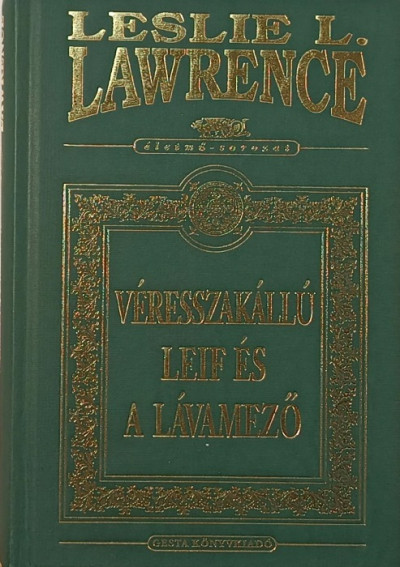 LESLIE L.
LAWRENCE
életmű-sorozat
VÉRESSZAKÁLLÚ
LEIF ÉS
A LÁVAMEZŐ
GESTA KÖNYVKIADÓ